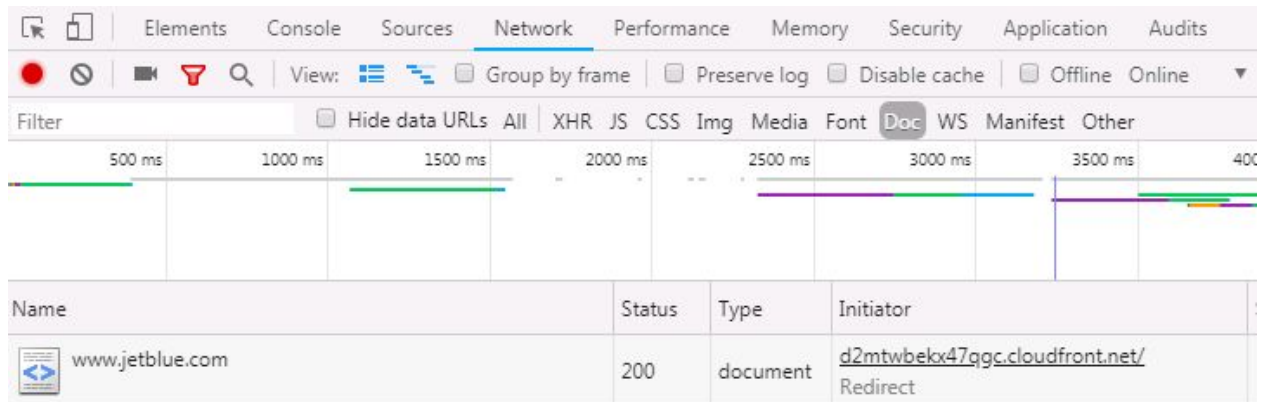 Elements Console Sources Network Performance Memory Security Application Audits
View: Group by frame Preserve log Disable cache Offline Online
Filter Hide data URLs All XHR JS CSS Img Media Font Doc WS Manifest Other
500 ms 1000 ms 1500 ms 2000 ms 2500 ms 3000 ms 3500 ms 400
Name Status Type Initiator
www.jetblue.com 200 document d2mtwbekx47qgc.cloudfront.net/
Redirect